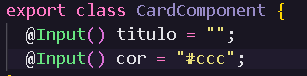 export class CardComponent {
@Input() titulo = "";
@Input() cor = "#ccc";